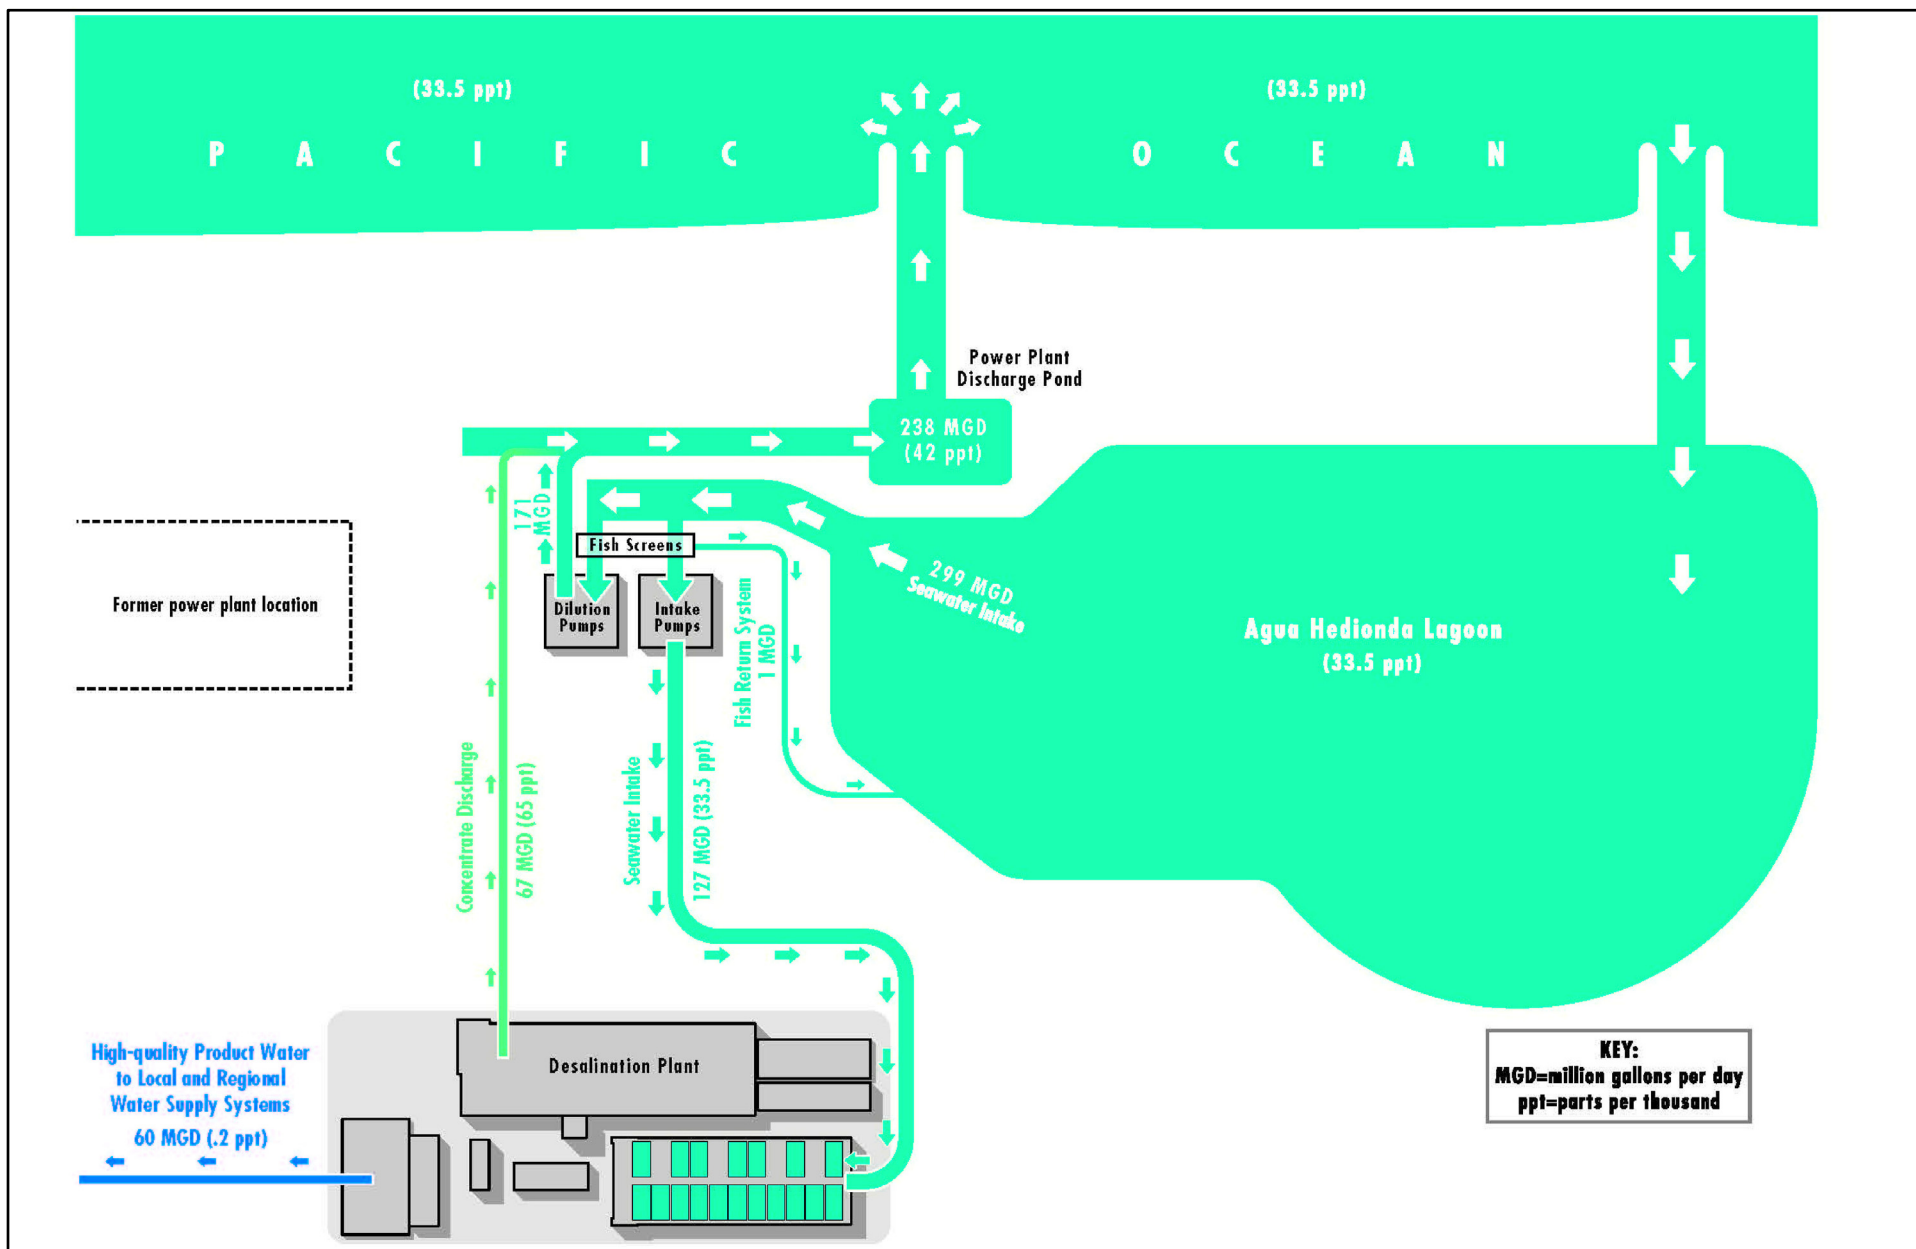 (33.5 ppt)
(33.5 ppt)
PACIFIC OCEAN
Power Plant
Discharge Pond
238 MGD
(42 ppt)
171
MGD
Fish Screens
299 MGD
Seawater Intake
Former power plant location
Dilution
Pumps
Intake
Pumps
Fish Return System
1 MGD
Agua Hedionda Lagoon
(33.5 ppt)
Concentrate Discharge
67 MGD (65 ppt)
Seawater Intake
127 MGD (33.5 ppt)
High-quality Product Water
to Local and Regional
Water Supply Systems
60 MGD (.2 ppt)
Desalination Plant
KEY:
MGD=million gallons per day
ppt=parts per thousand